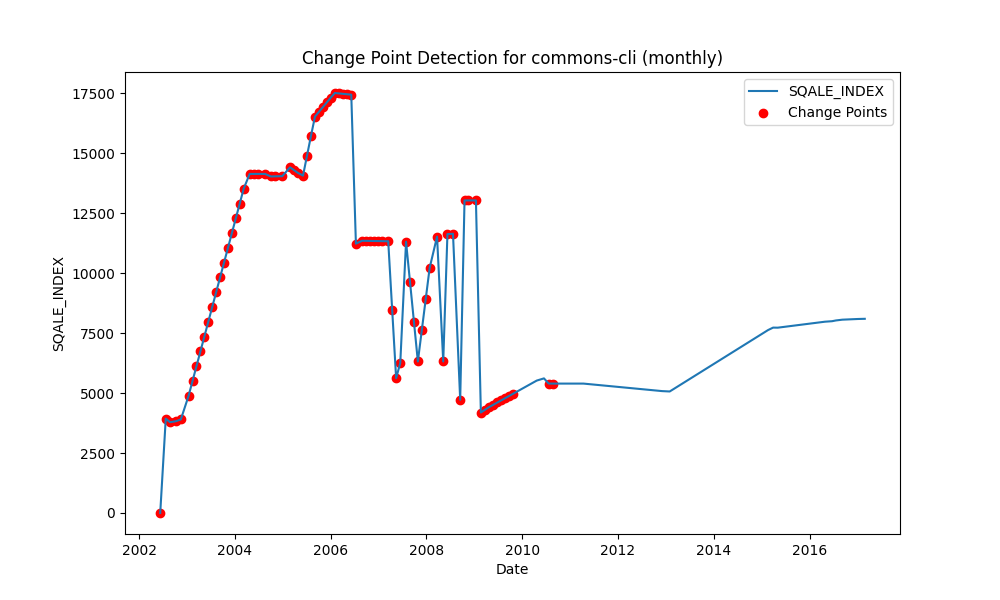 Change Point Detection for commons-cli (monthly)
SQALE_INDEX
Change Points
17500
15000
12500
10000
7500
5000
2500
0
SQALE_INDEX
2002 2004 2006 2008 2010 2012 2014 2016
Date